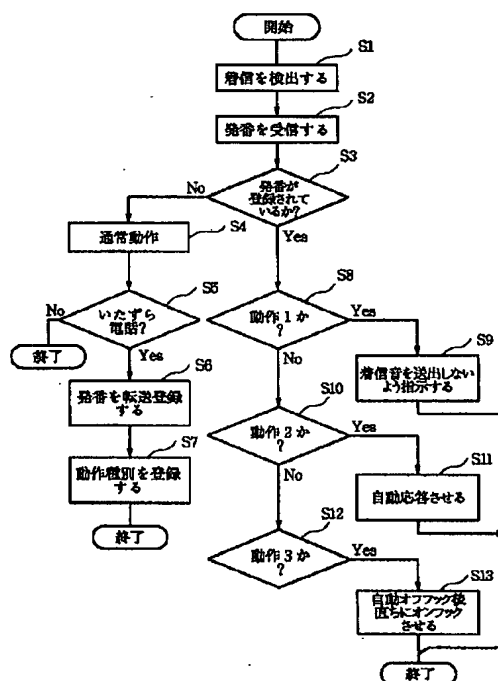 開始
S1
着信を検出する
S2
発番を受信する
S3
発番が
登録されて
いるか?
No
Yes
S4
通常動作
S5
いたずら
電話?
No
Yes
終了
S6
発番を転送登録
する
S7
動作種別を登録
する
終了
S8
動作1か
?
Yes
No
S9
着信音を送出しない
よう指示する
S10
動作2か
?
Yes
No
S11
自動応答させる
S12
動作3か
?
Yes
S13
自動オフフック後
直ちにオンフック
させる
終了